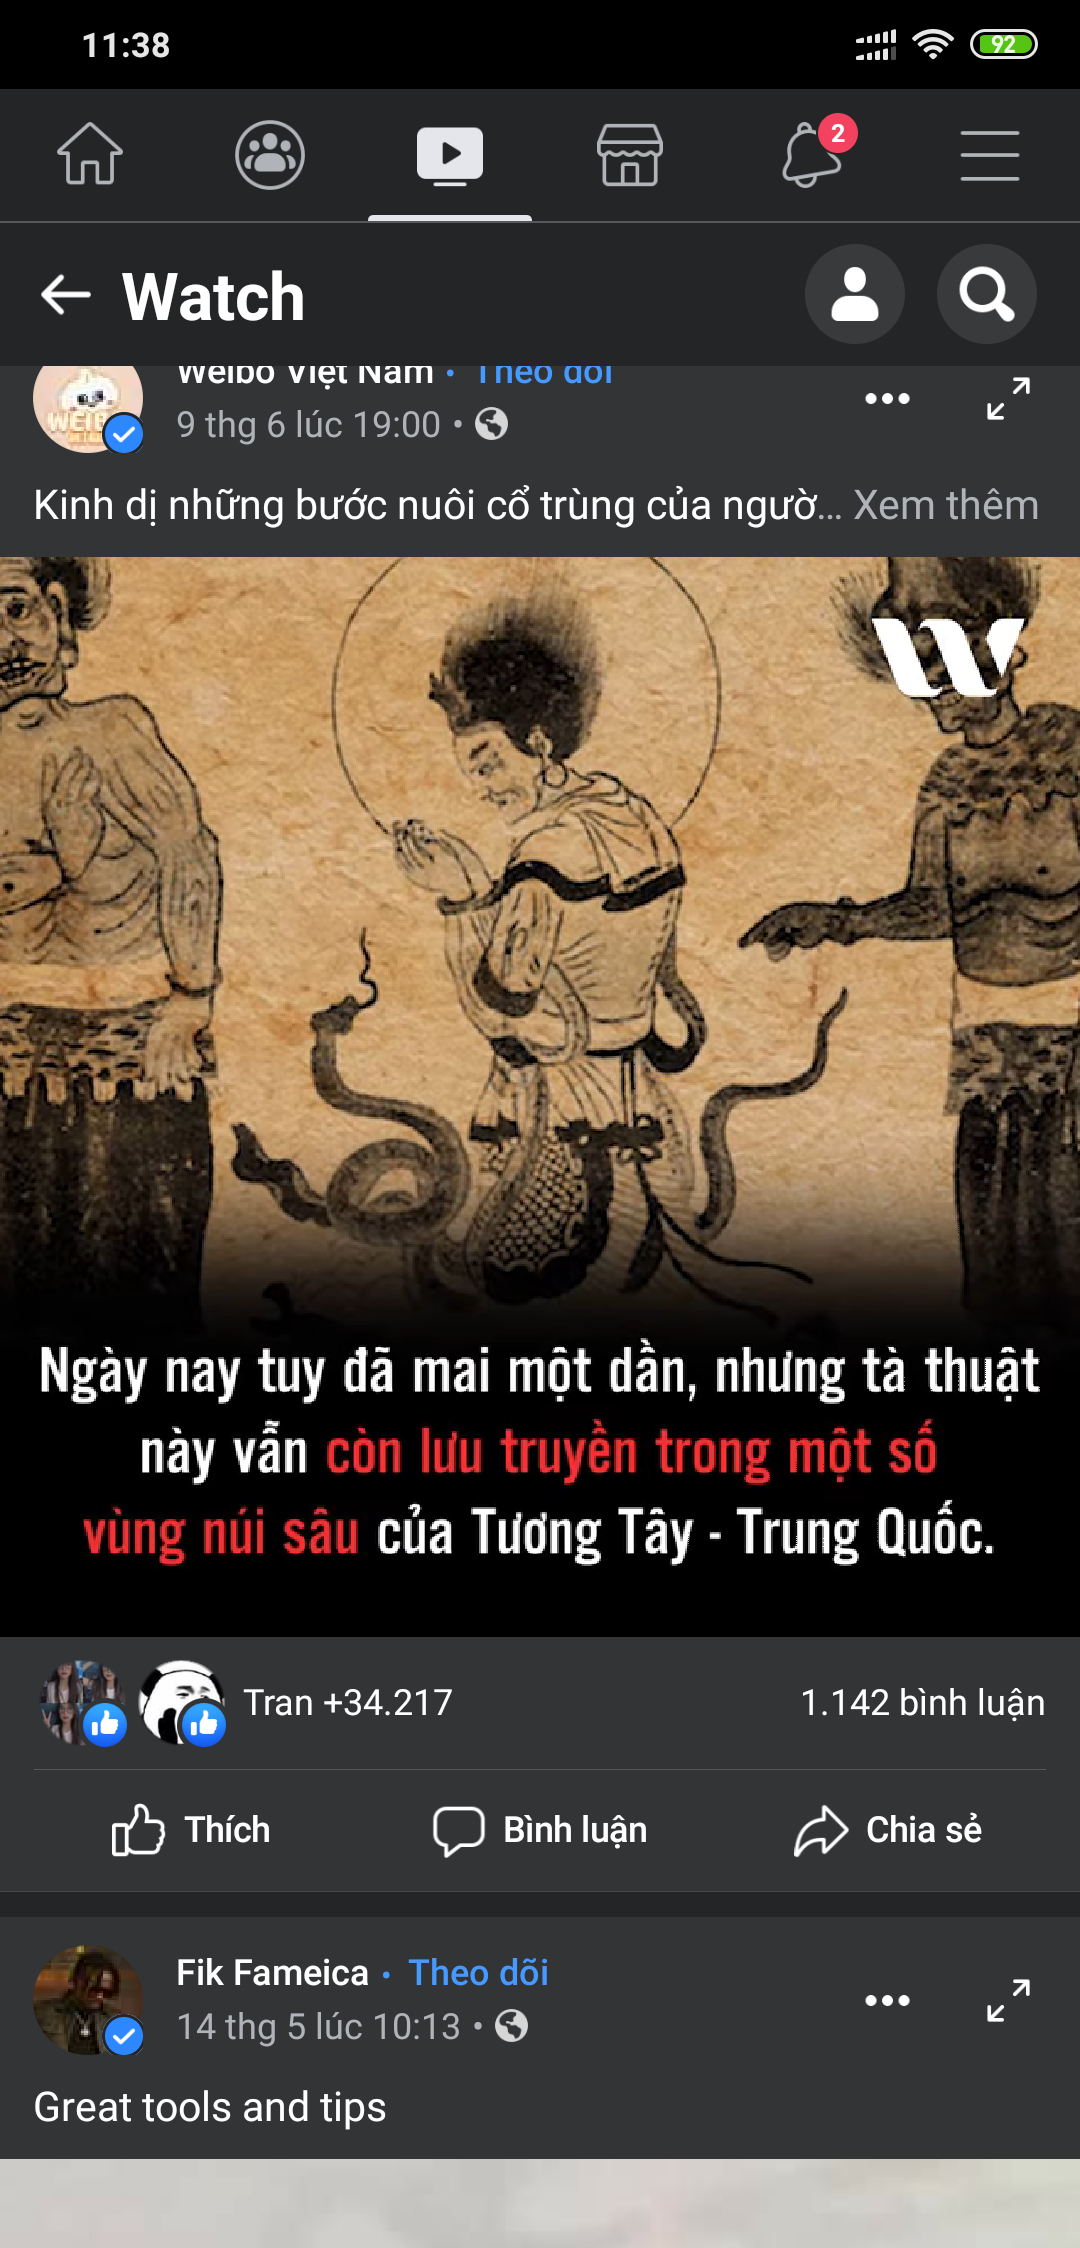 11:38
92
2
Watch
Weibo Việt Nam • Theo dõi
WEIB
9 thg 6 lúc 19:00 •
Kinh dị những bước nuôi cổ trùng của ngườ... Xem thêm
W
Ngày nay tuy đã mai một dần, nhưng tà thuật
này vẫn còn lưu truyền trong một số
vùng núi sâu của Tương Tây - Trung Quốc.
Tran +34.217
1.142 bình luận
Thích
Bình luận
Chia sẻ
Fik Fameica • Theo dõi
14 thg 5 lúc 10:13 •
Great tools and tips